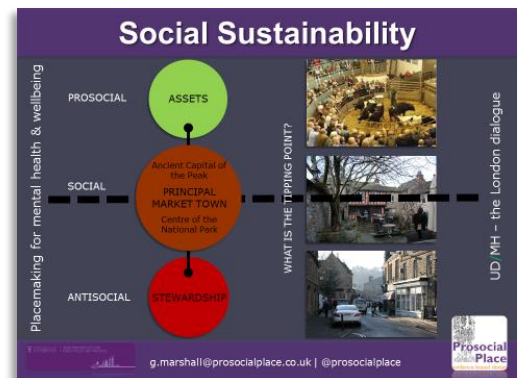 Social Sustainability
Placemaking for mental health & wellbeing
PROSOCIAL
ASSETS
SOCIAL
Ancient Capital of
the Peak
PRINCIPAL
MARKET TOWN
Centre of the
National Park
ANTISOCIAL
STEWARDSHIP
WHAT IS THE TIPPING POINT?
UD/MH – the London dialogue
g.marshall@prosocialplace.co.uk | @prosocialplace
Prosocial
Place